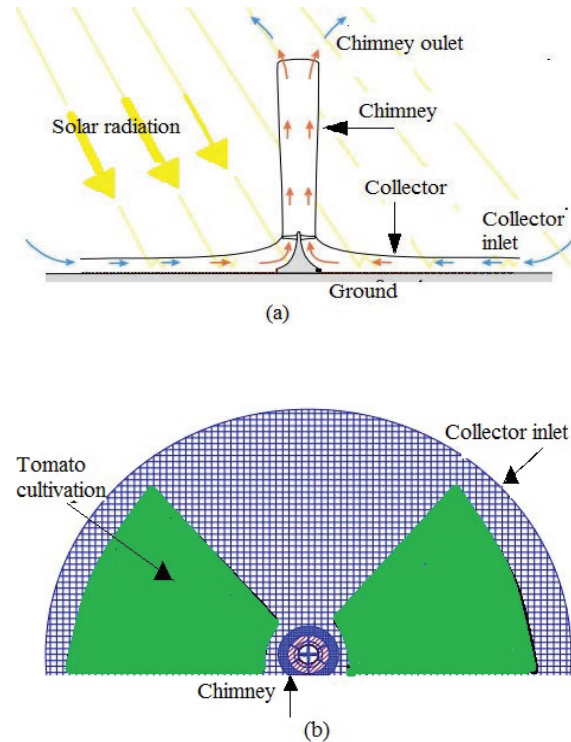 Chimney oulet
Chimney
Solar radiation
Collector
Collector
inlet
Ground
(a)
Collector inlet
Tomato
cultivation
Chimney
(b)